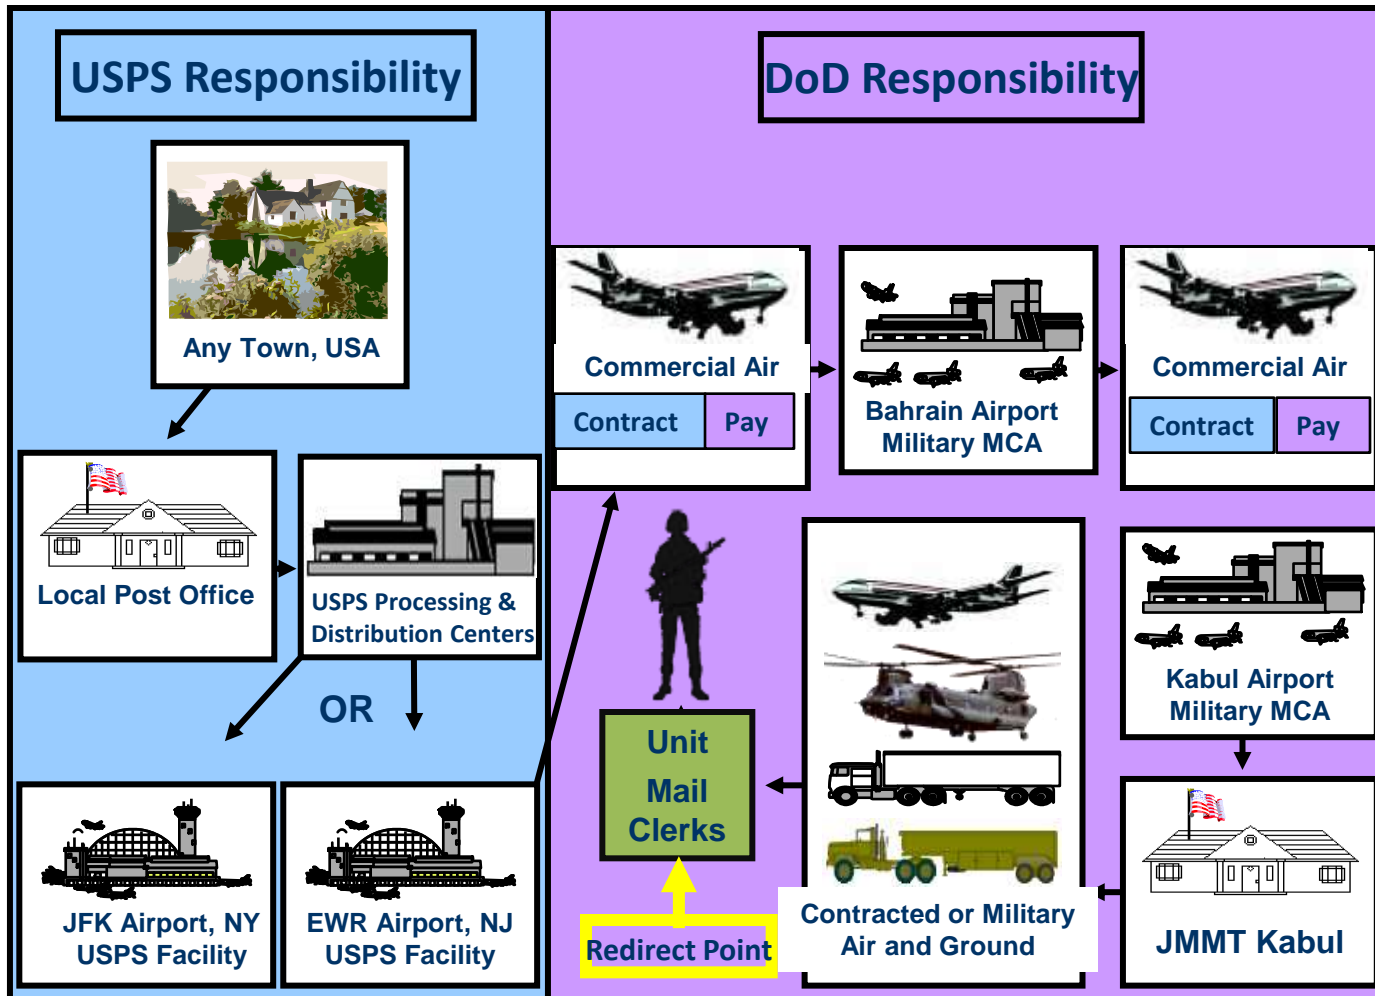 USPS Responsibility
Any Town, USA
Local Post Office
USPS Processing &
Distribution Centers
OR
JFK Airport, NY
USPS Facility
EWR Airport, NJ
USPS Facility
DoD Responsibility
Commercial Air
Contract
Pay
Bahrain Airport
Military MCA
Commercial Air
Contract
Pay
Kabul Airport
Military MCA
JMMT Kabul
Contracted or Military
Air and Ground
Unit
Mail
Clerks
Redirect Point